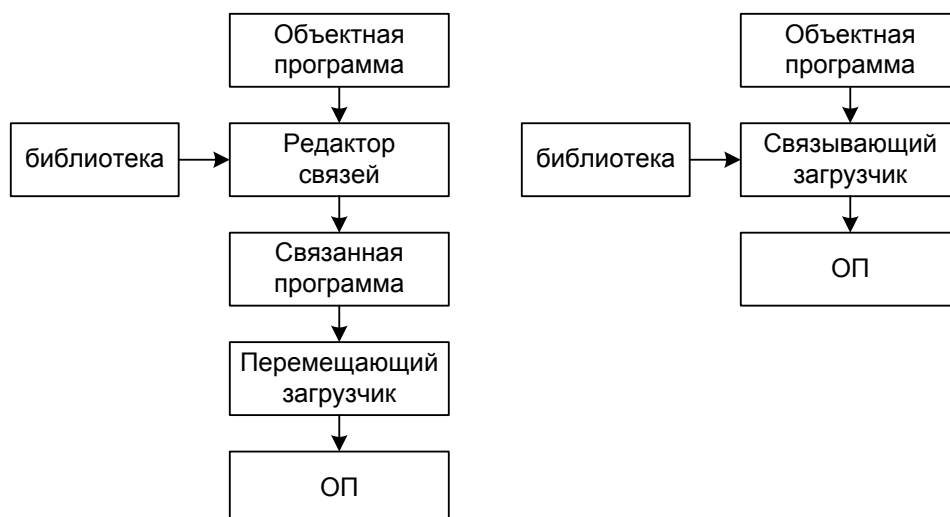 Объектная
программа
библиотека
Редактор
связей
Связанная
программа
Перемещающий
загрузчик
ОП
Объектная
программа
библиотека
Связывающий
загрузчик
ОП